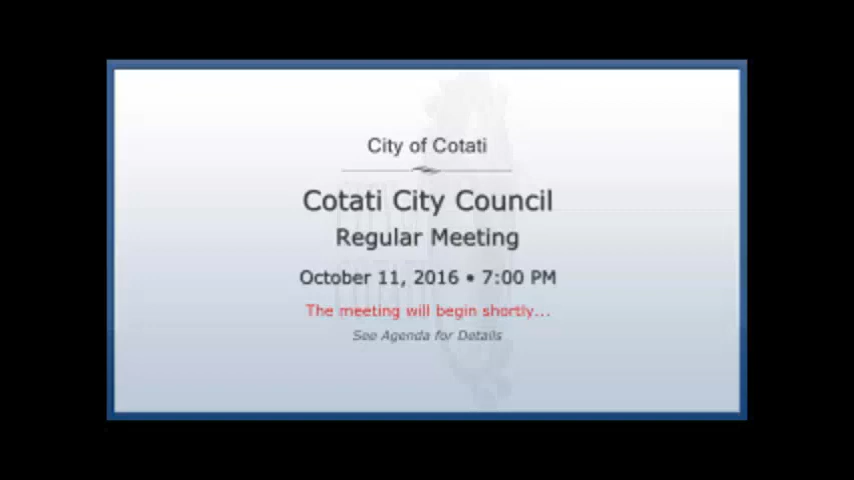 City of Cotati
Cotati City Council
Regular Meeting
October 11, 2016 • 7:00 PM
The meeting will begin shortly...
See Agenda for Details